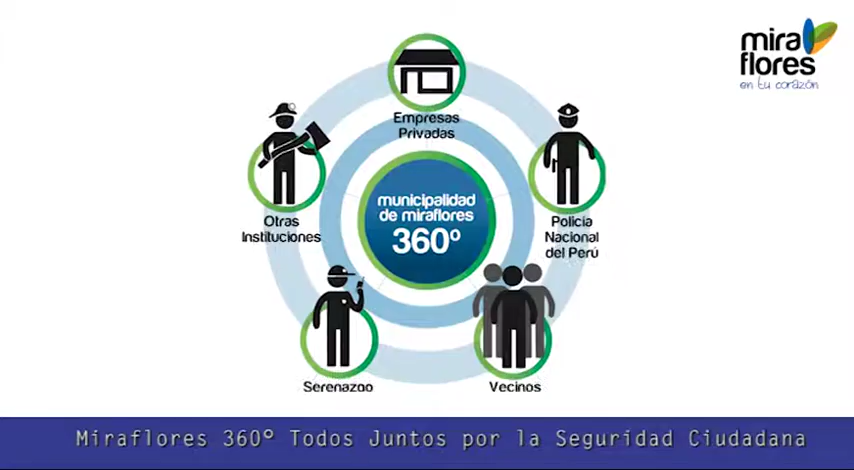 mira
flores
en tu corazón
Empresas
Privadas
Otras
Instituciones
municipalidad
de miraflores
360º
Policía
Nacional
del Perú
Serenazgo
Vecinos
Miraflores 360º Todos Juntos por la Seguridad Ciudadana